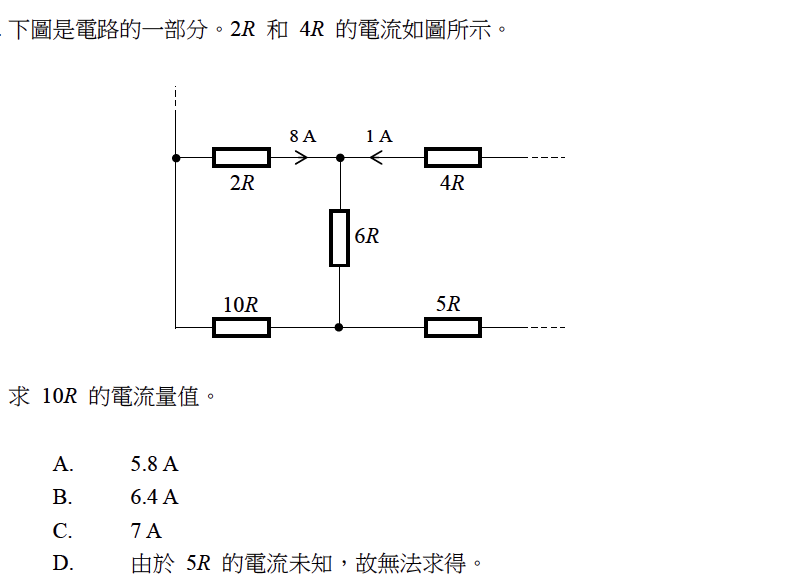 下圖是電路的一部分。2R 和 4R 的電流如圖所示。
8 A 1 A
2R 4R
6R
10R 5R
求 10R 的電流量值。
A. 5.8 A
B. 6.4 A
C. 7 A
D. 由於 5R 的電流未知，故無法求得。